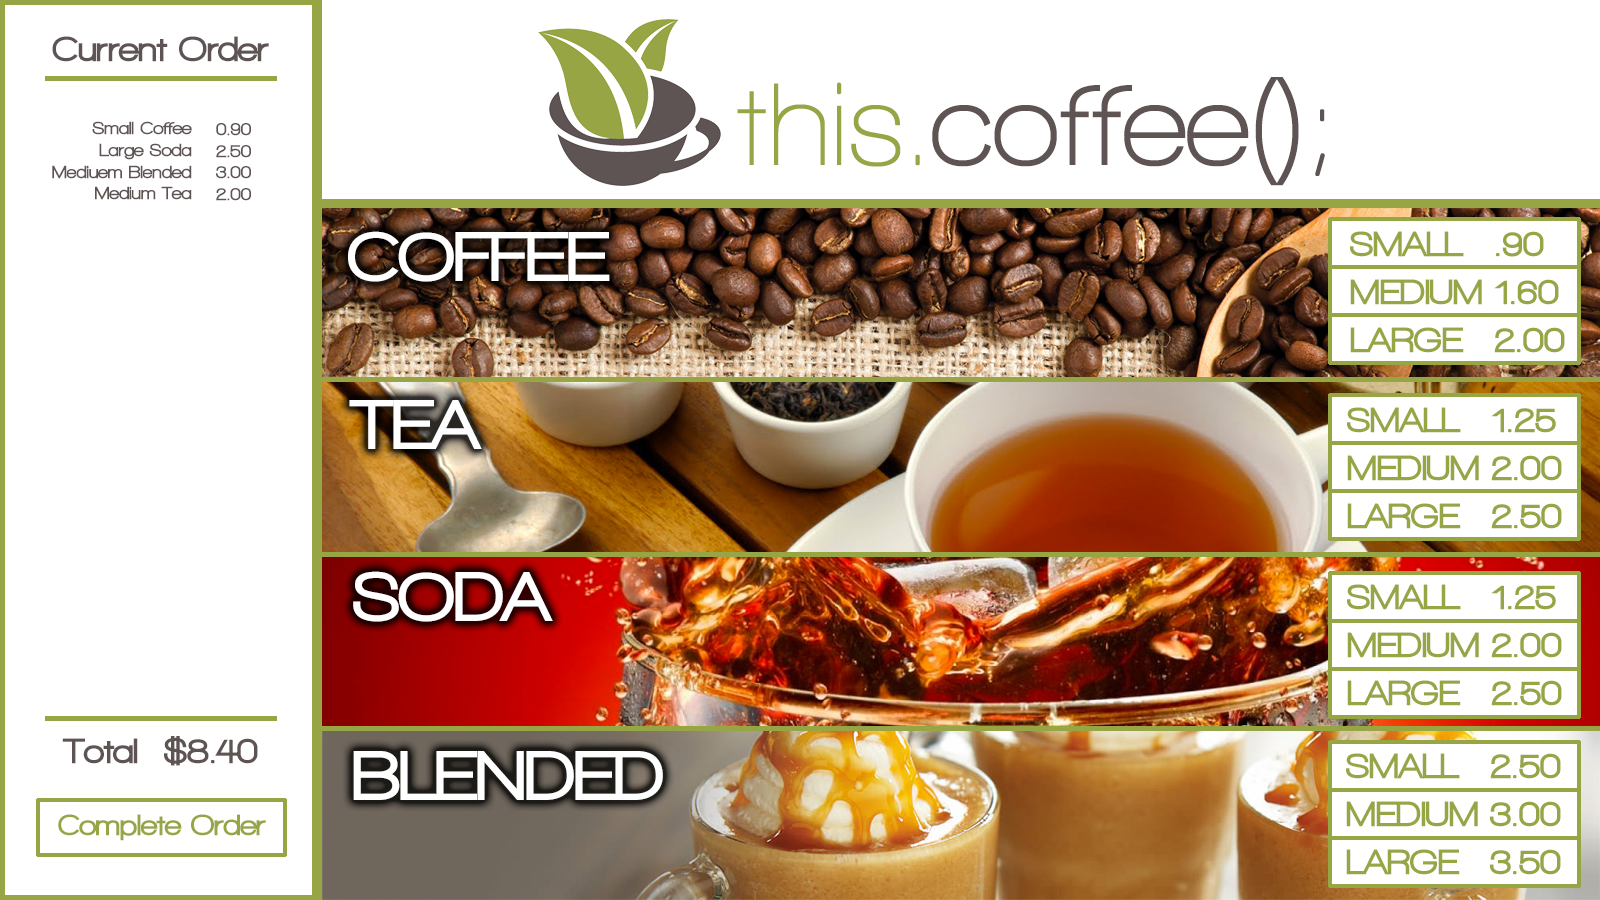 Current Order
Small Coffee 0.90
Large Soda 2.50
Mediuem Blended 3.00
Medium Tea 2.00
Total $8.40
Complete Order
this.coffee();
COFFEE
SMALL .90
MEDIUM 1.60
LARGE 2.00
TEA
SMALL 1.25
MEDIUM 2.00
LARGE 2.50
SODA
SMALL 1.25
MEDIUM 2.00
LARGE 2.50
BLENDED
SMALL 2.50
MEDIUM 3.00
LARGE 3.50